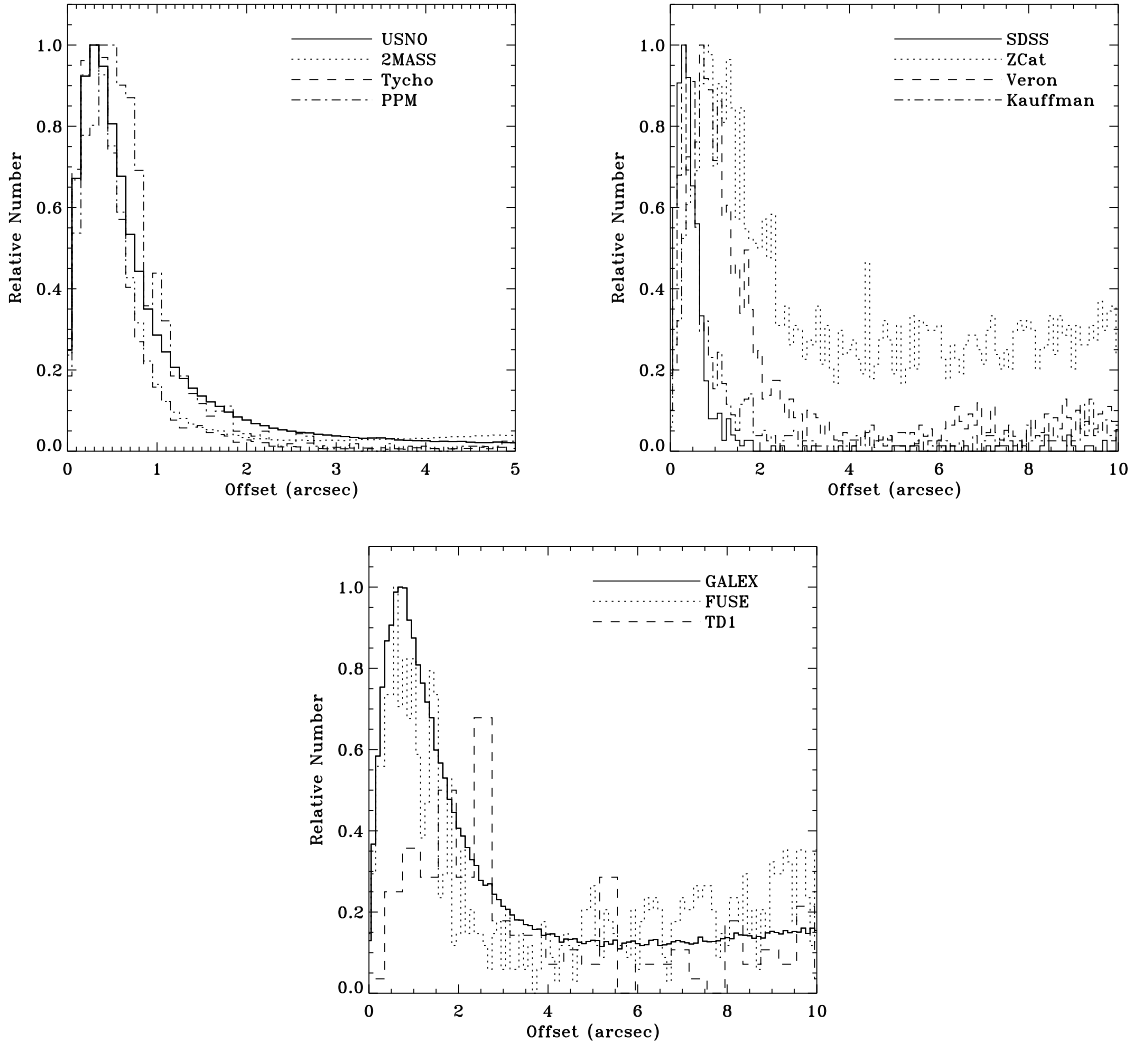 1.0
0.8
0.6
0.4
0.2
0.0
Relative Number
USNO
2MASS
Tycho
PPM
0 1 2 3 4 5
Offset (arcsec)
1.0
0.8
0.6
0.4
0.2
0.0
Relative Number
SDSS
ZCat
Veron
Kauffman
0 2 4 6 8 10
Offset (arcsec)
1.0
0.8
0.6
0.4
0.2
0.0
Relative Number
GALEX
FUSE
TD1
0 2 4 6 8 10
Offset (arcsec)